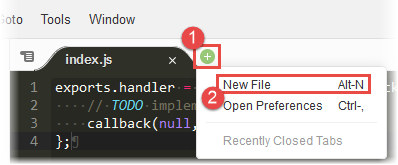 Goto Tools Window
1
index.js ×
New File Alt-N
2
Open Preferences Ctrl-,
Recently Closed Tabs
1 exports.handler =
2 // TODO implem
3 callback(null,
4 };¶